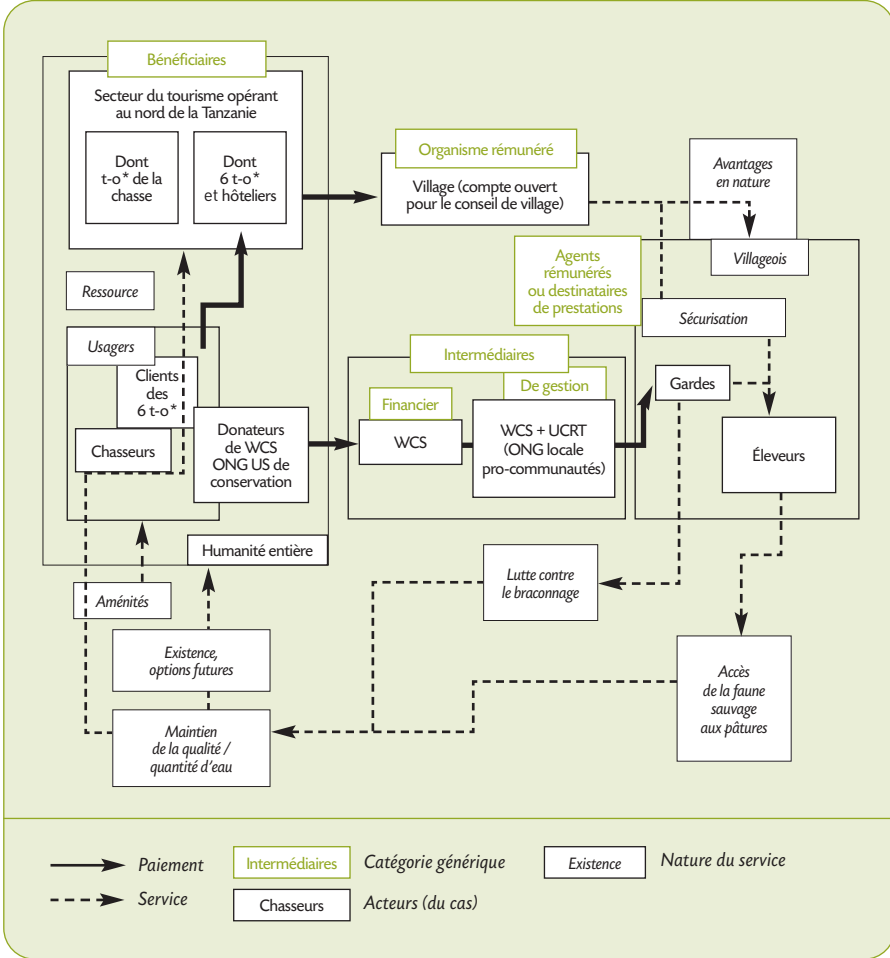 Bénéficiaires
Secteur du tourisme opérant
au nord de la Tanzanie
Dont
t-o* de la
chasse
Dont
6 t-o*
et hôteliers
Organisme rémunéré
Village (compte ouvert
pour le conseil de village)
Avantages
en nature
Villageois
Agents
rémunérés
ou destinataires
de prestations
Ressource
Sécurisation
Usagers
Clients
des
6 t-o*
Chasseurs
Donateurs
de WCS
ONG US de
conservation
Intermédiaires
Financier
WCS
De gestion
WCS + UCRT
(ONG locale
pro-communautés)
Gardes
Éleveurs
Humanité entière
Aménités
Lutte contre
le braconnage
Existence,
options futures
Accès
de la faune
sauvage
aux pâtures
Maintien
de la qualité /
quantité d'eau
Paiement
Intermédiaires
Catégorie générique
Existence
Nature du service
Service
Chasseurs
Acteurs (du cas)